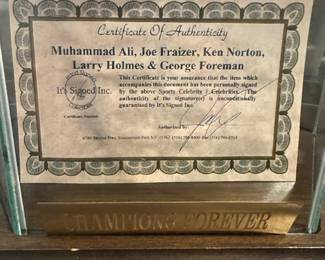 Certificate Of Authenticity
Muhammad Ali, Joe Fraizer, Ken Norton,
Larry Holmes & George Foreman
This Certificate is your assurance that the item which
accompanies this document has been personally signed
by the above Sports Celebrity / Celebrities. The
authenticity of the signature(s) is unconditionally
guaranteed by It's Signed Inc.
It's Signed Inc.
Certificate Number
Authorized by:
CHAMPIONS FOREVER